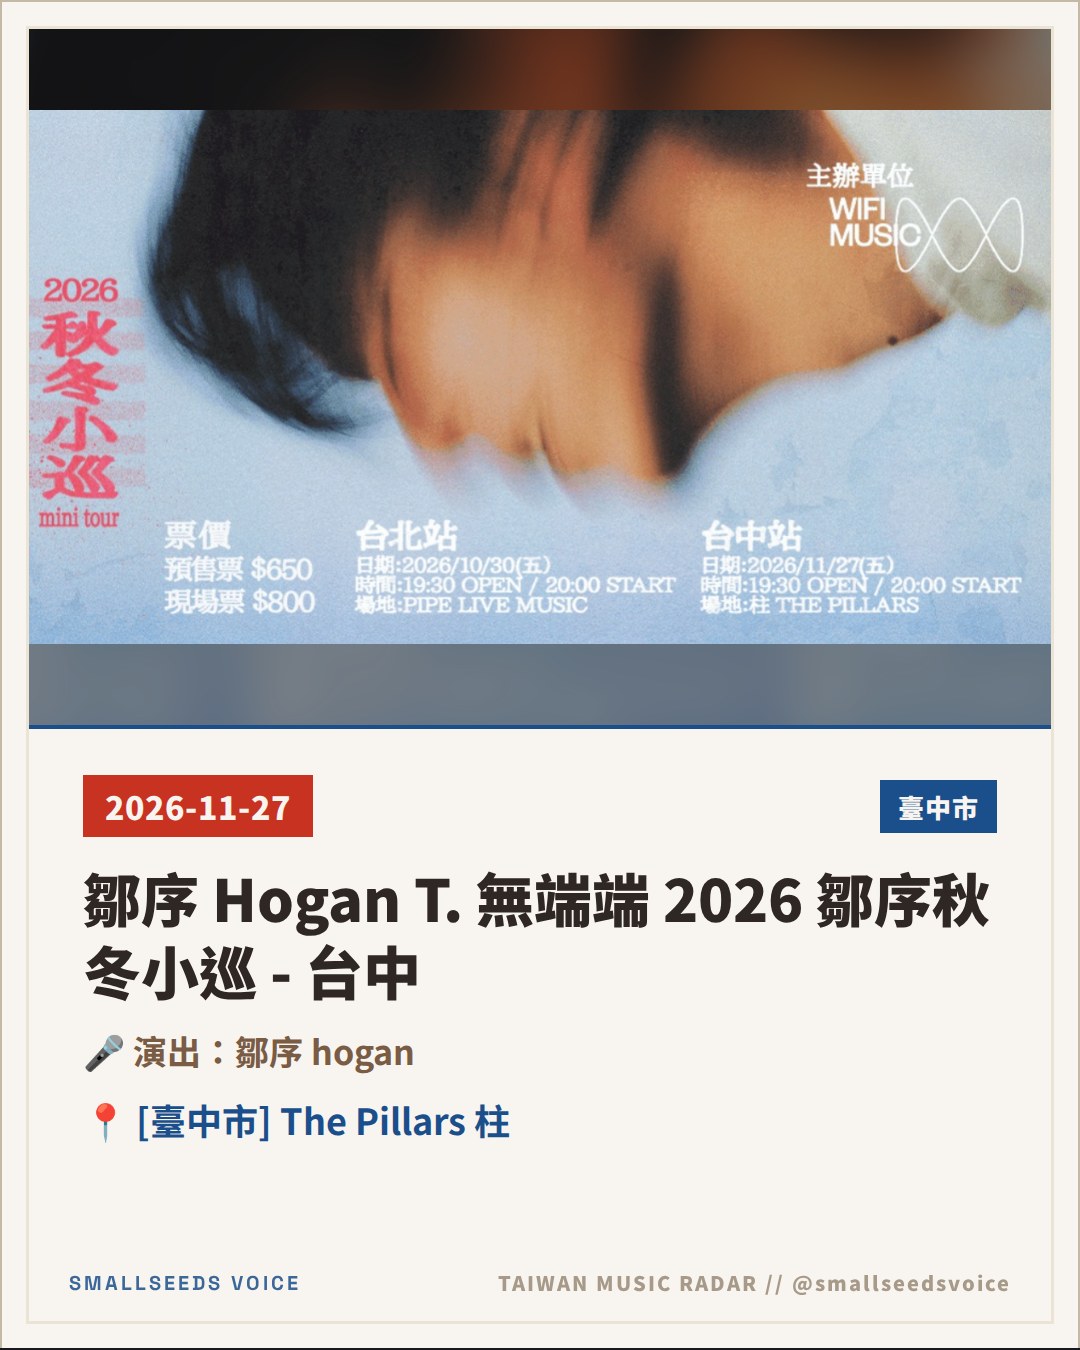 主辦單位
WIFI
MUSIC
2026
秋
冬
小
巡
mini tour
票價
預售票 $650
現場票 $800
台北站
日期:2026/10/30(五)
時間:19:30 OPEN / 20:00 START
場地:PIPE LIVE MUSIC
台中站
日期:2026/11/27(五)
時間:19:30 OPEN / 20:00 START
場地:柱 THE PILLARS
2026-11-27
臺中市
鄒序 Hogan T. 無端端 2026 鄒序秋
冬小巡 - 台中
演出：鄒序 hogan
[臺中市] The Pillars 柱
SMALLSEEDS VOICE
TAIWAN MUSIC RADAR // @smallseedsvoice